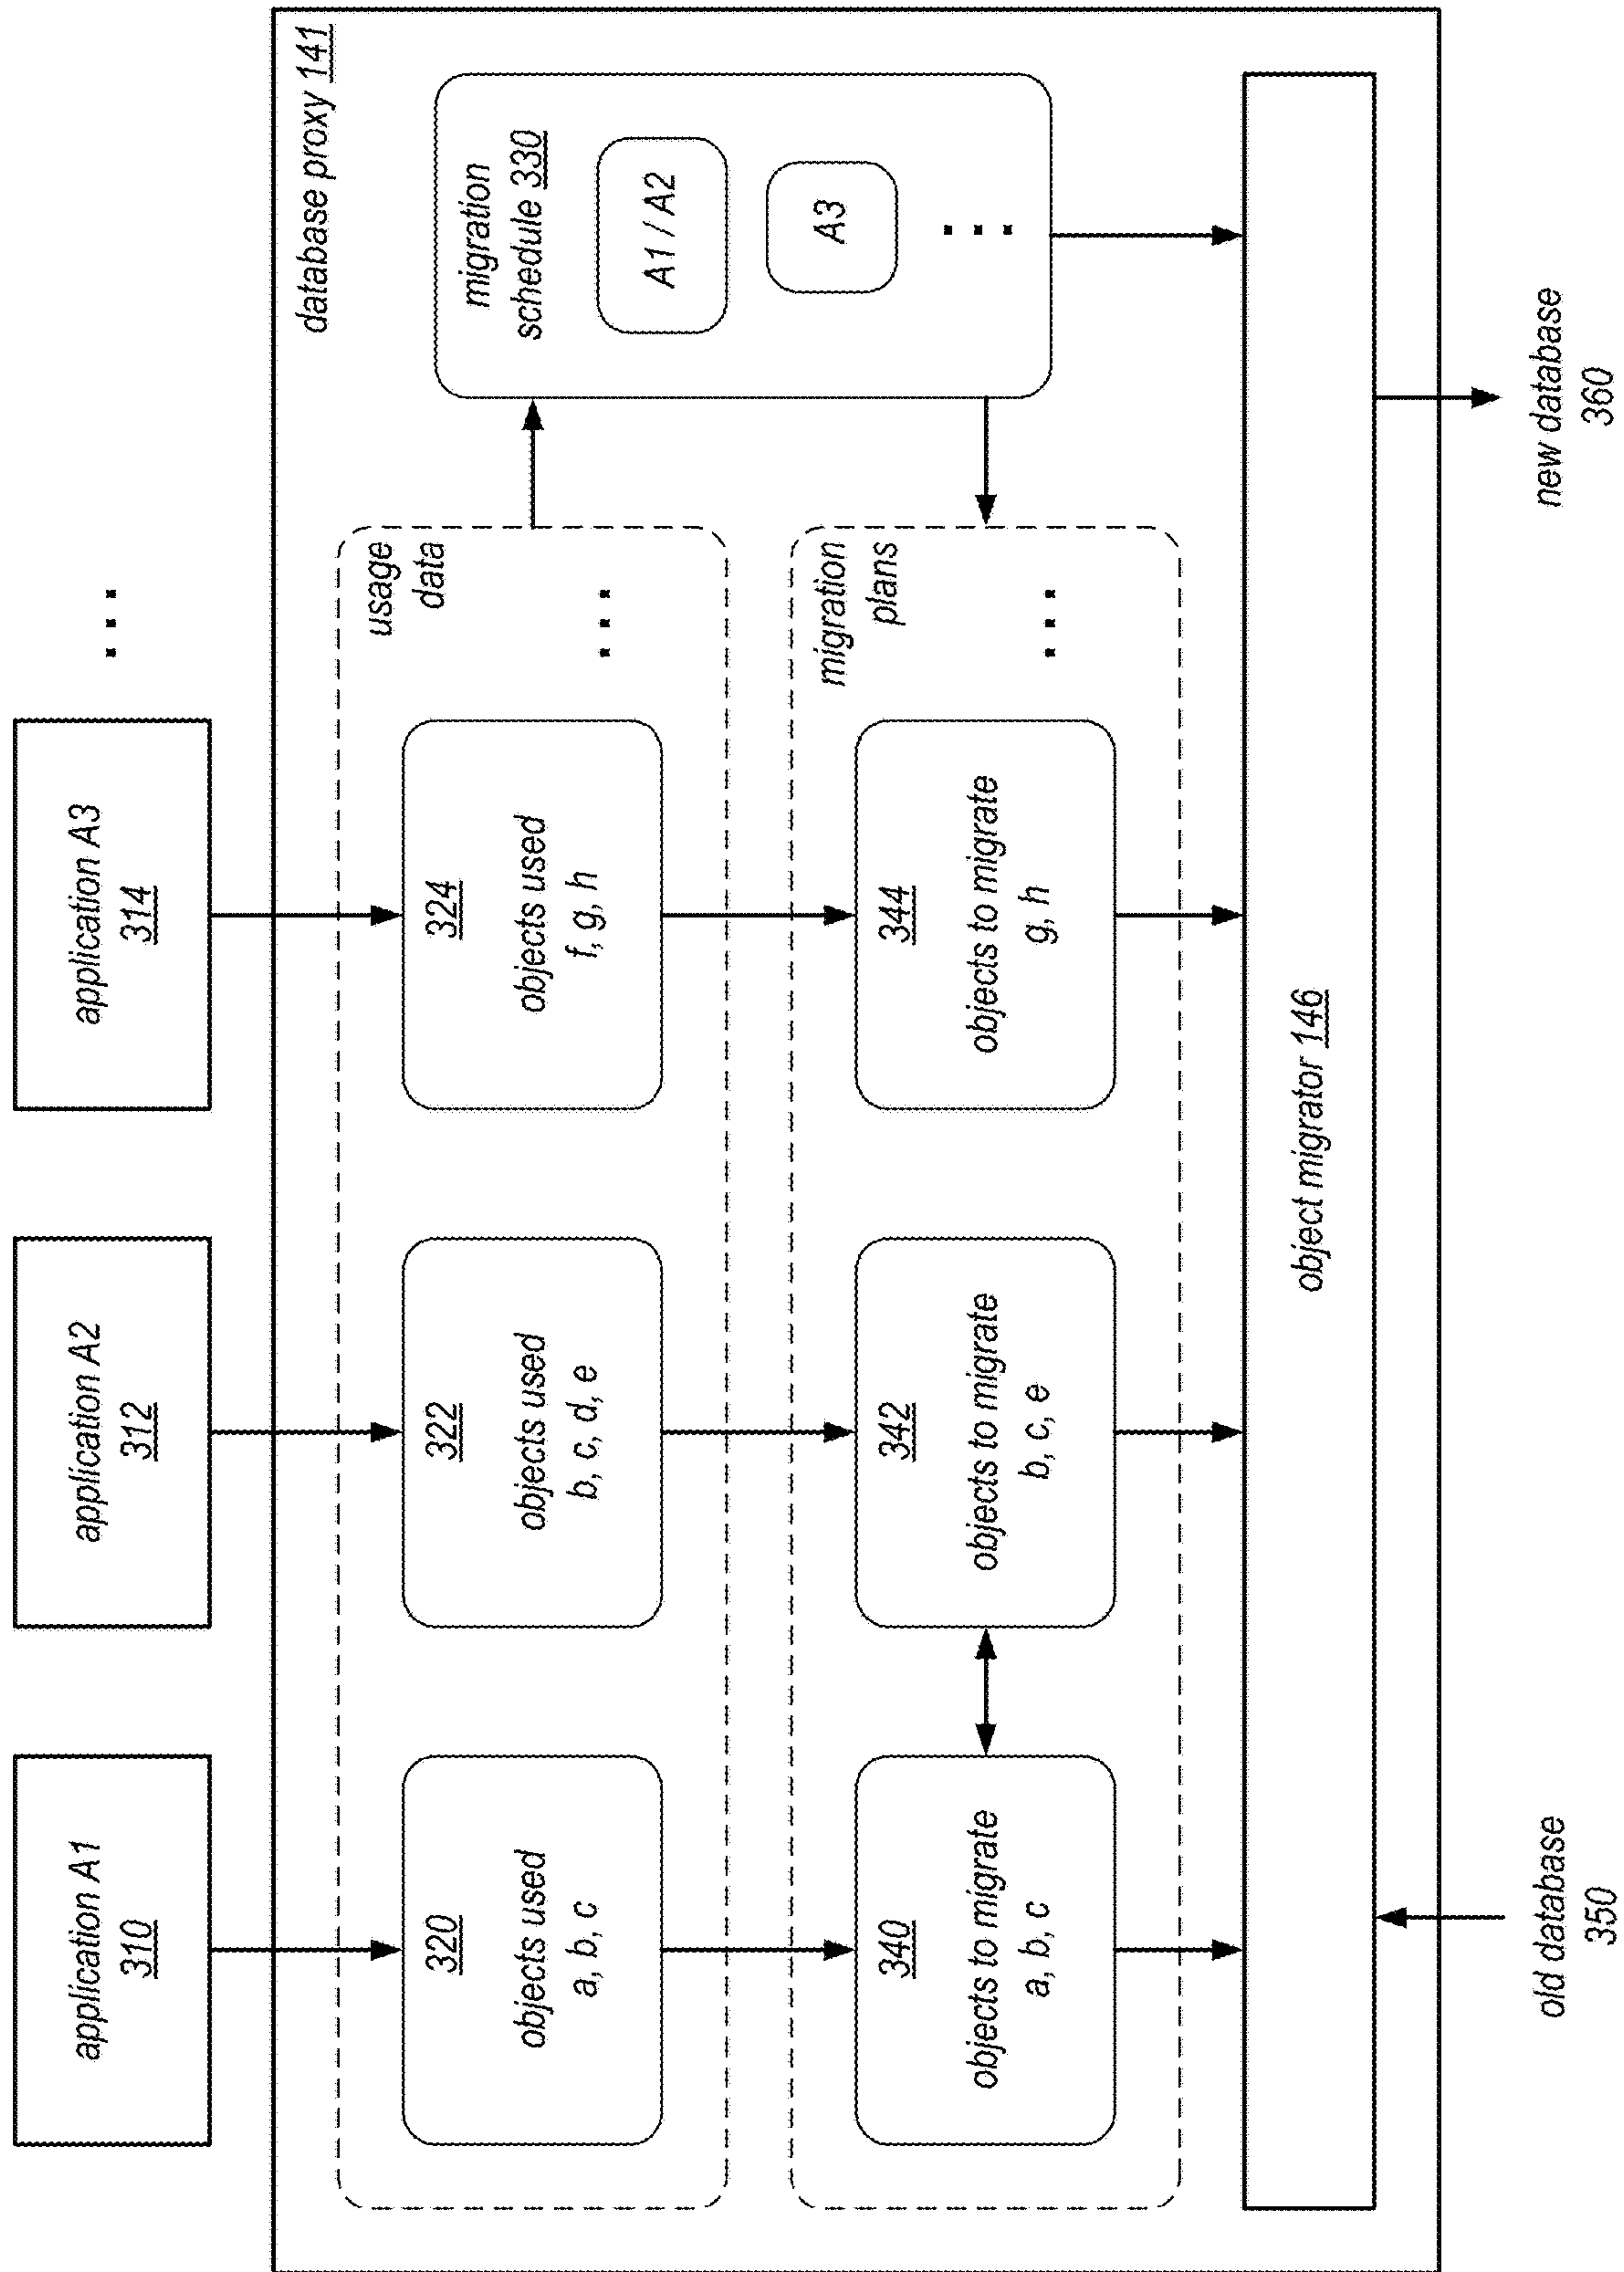 application A1
310
application A2
312
application A3
314
...
database proxy 141
usage
data
320
objects used
a, b, c
322
objects used
b, c, d, e
324
objects used
f, g, h
...
migration
schedule 330
A1 / A2
A3
...
migration
plans
340
objects to migrate
a, b, c
342
objects to migrate
b, c, e
344
objects to migrate
g, h
...
object migrator 146
old database
350
new database
360